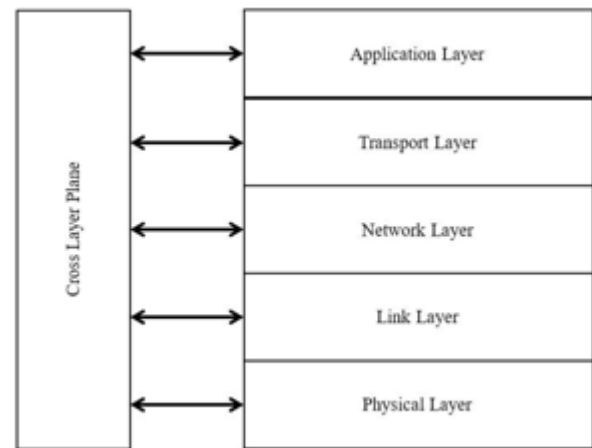 Cross Layer Plane
Application Layer
Transport Layer
Network Layer
Link Layer
Physical Layer